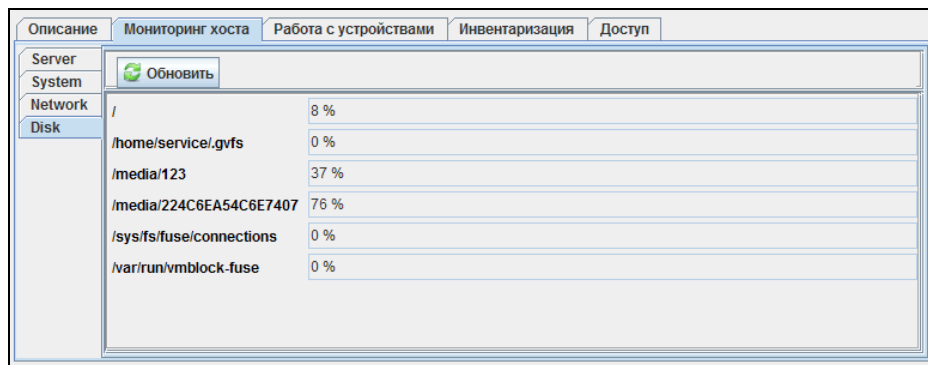 Описание Мониторинг хоста Работа с устройствами Инвентаризация Доступ
Server
System
Network
Disk
Обновить
/ 8 %
/home/service/.gvfs 0 %
/media/123 37 %
/media/224C6EA54C6E7407 76 %
/sys/fs/fuse/connections 0 %
/var/run/vmblock-fuse 0 %